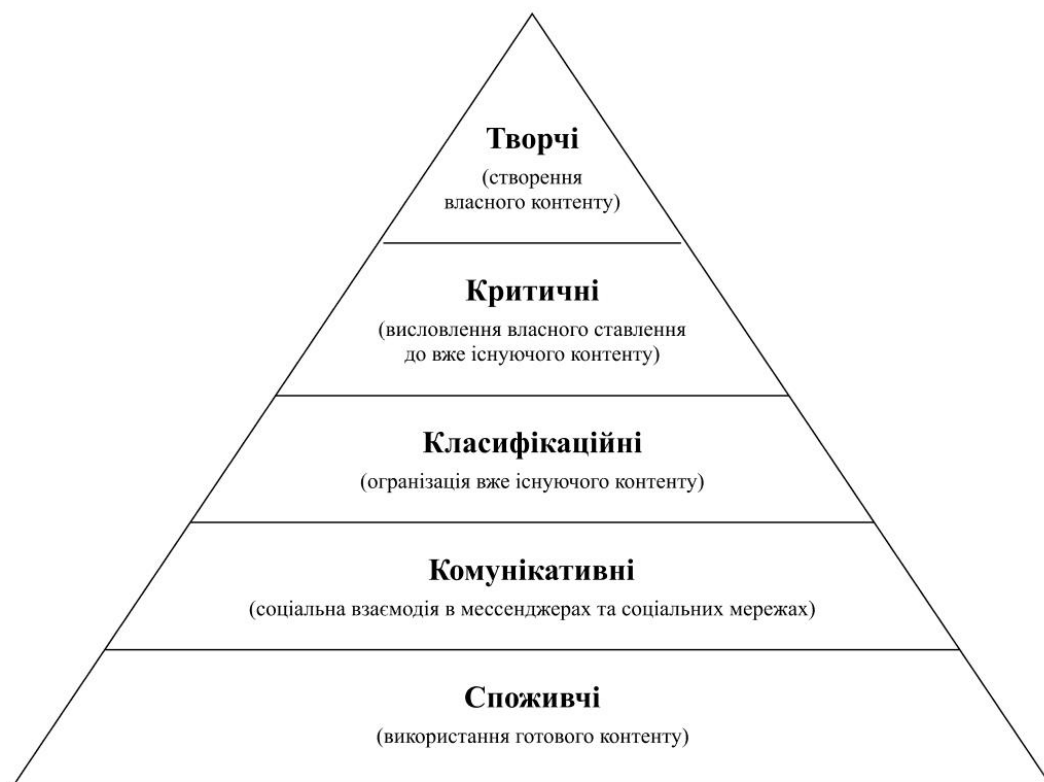 Творчі
(створення
власного контенту)
Критичні
(висловлення власного ставлення
до вже існуючого контенту)
Класифікаційні
(огранізація вже існуючого контенту)
Комунікативні
(соціальна взаємодія в мессенджерах та соціальних мережах)
Споживчі
(використання готового контенту)